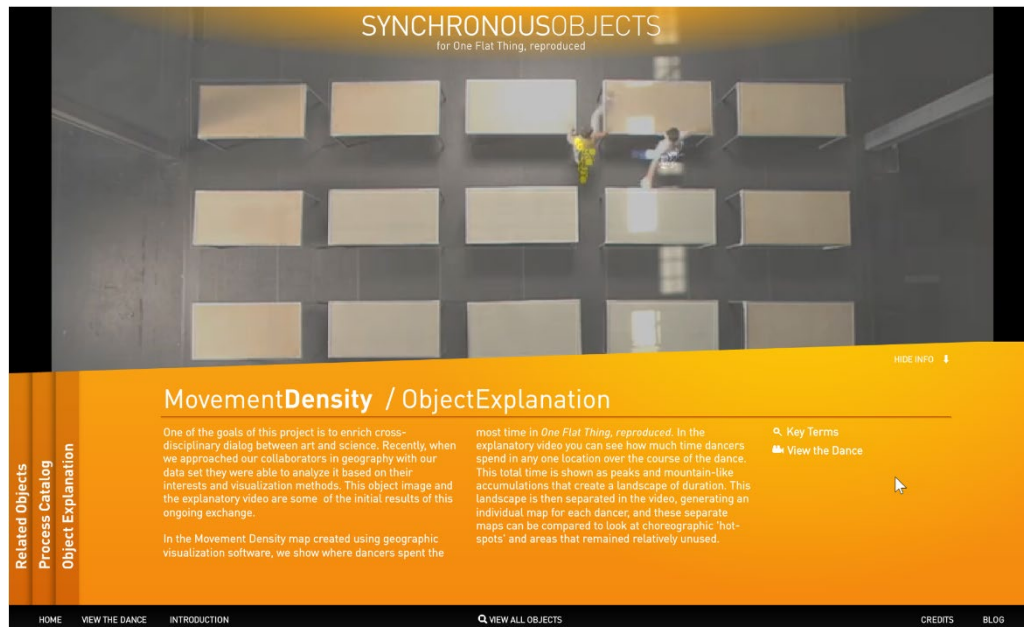 SYNCHRONOUSOBJECTS
for One Flat Thing, reproduced
HIDE INFO
MovementDensity / ObjectExplanation
One of the goals of this project is to enrich cross-
disciplinary dialog between art and science. Recently, when
we approached our collaborators in geography with our
data set they were able to analyze it based on their
interests and visualization methods. This object image and
the explanatory video are some of the initial results of this
ongoing exchange.
In the Movement Density map created using geographic
visualization software, we show where dancers spent the
most time in One Flat Thing, reproduced. In the
explanatory video you can see how much time dancers
spend in any one location over the course of the dance.
This total time is shown as peaks and mountain-like
accumulations that create a landscape of duration. This
landscape is then separated in the video, generating an
individual map for each dancer, and these separate
maps can be compared to look at choreographic 'hot-
spots' and areas that remained relatively unused.
Key Terms
View the Dance
Related Objects
Process Catalog
Object Explanation
HOME VIEW THE DANCE INTRODUCTION VIEW ALL OBJECTS CREDITS BLOG